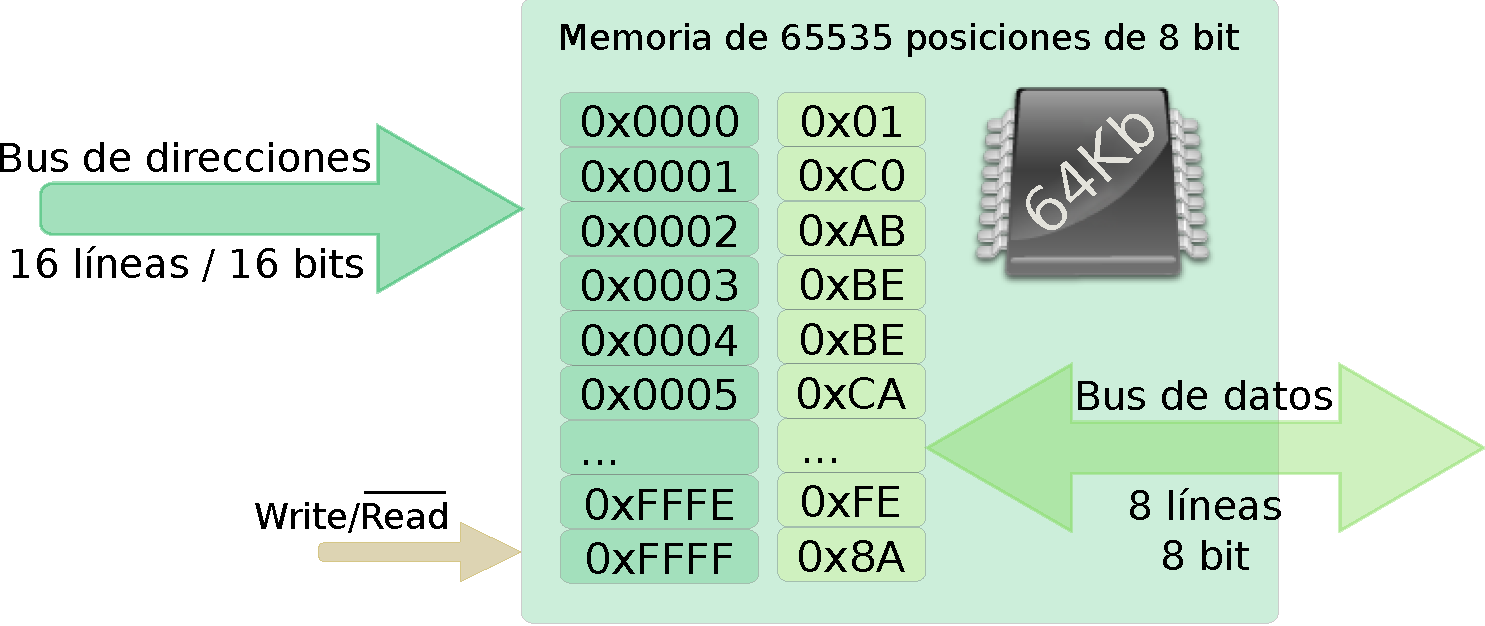 Memoria de 65535 posiciones de 8 bit
Bus de direcciones
16 líneas / 16 bits
Write/Read
0x0000 0x01
0x0001 0xC0
0x0002 0xAB
0x0003 0xBE
0x0004 0xBE
0x0005 0xCA
... ...
0xFFFE 0xFE
0xFFFF 0x8A
64Kb
Bus de datos
8 líneas
8 bit